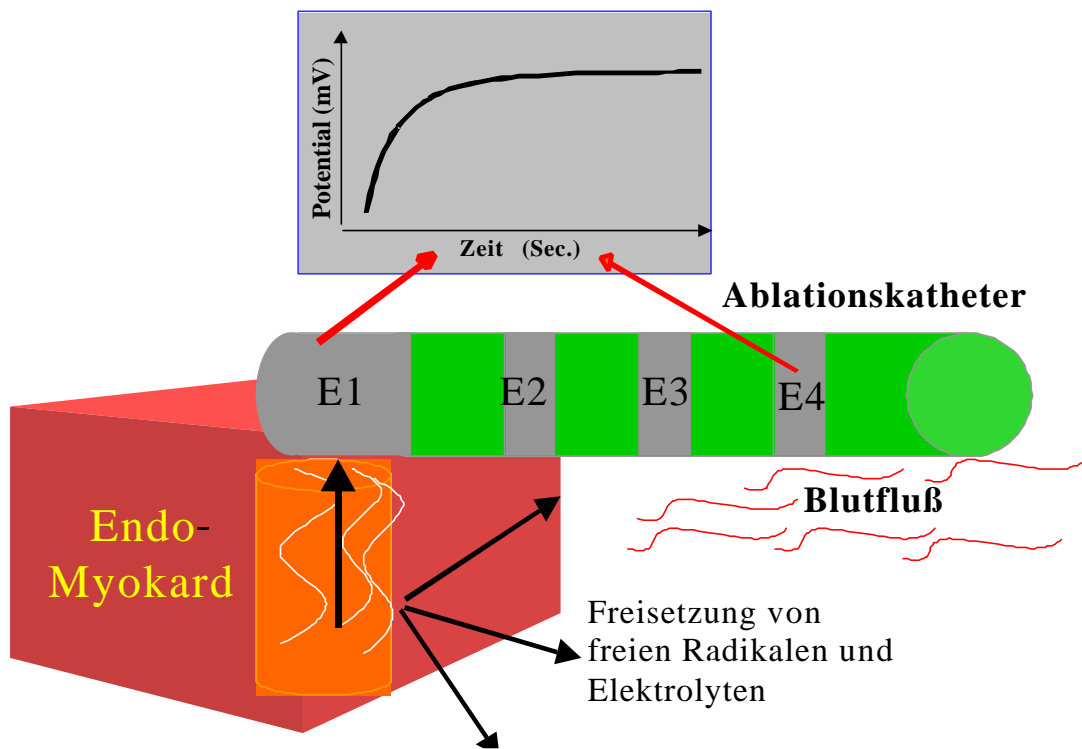 Potential (mV)
Zeit (Sec.)
Ablationskatheter
E1 E2 E3 E4
Blutfluß
Endo-
Myokard
Freisetzung von
freien Radikalen und
Elektrolyten